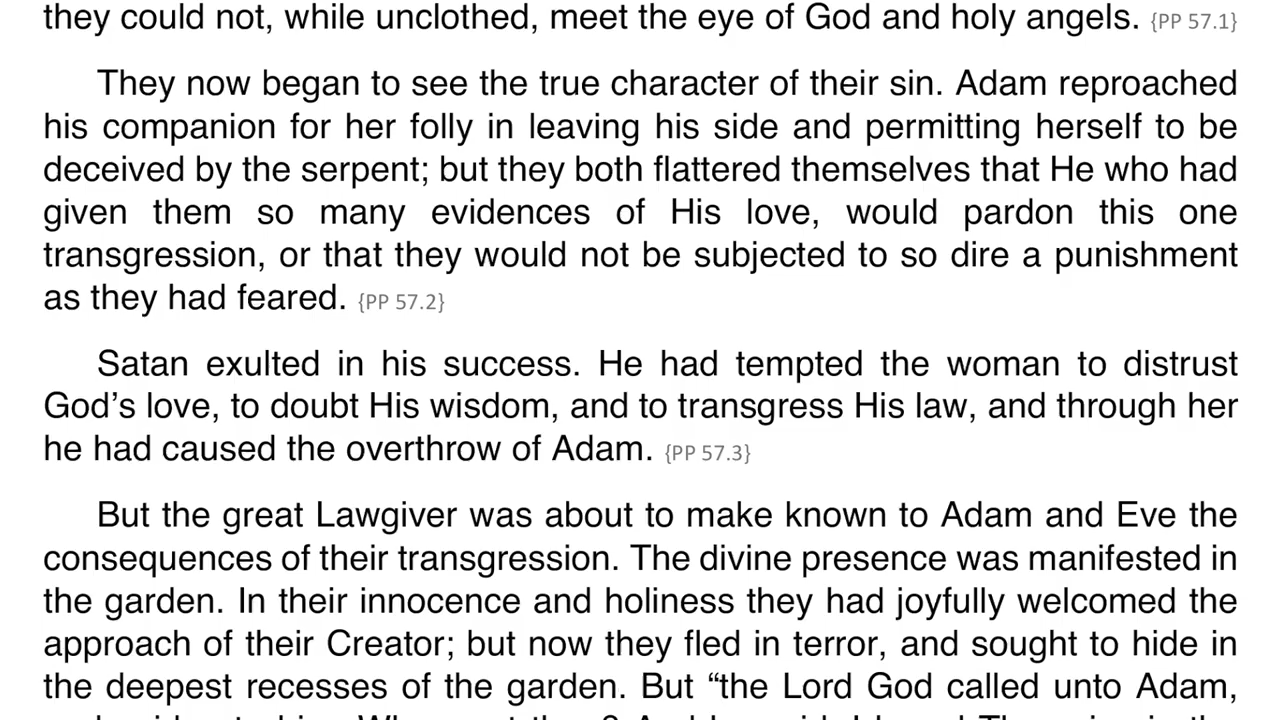 they could not, while unclothed, meet the eye of God and holy angels. {PP 57.1}
They now began to see the true character of their sin. Adam reproached
his companion for her folly in leaving his side and permitting herself to be
deceived by the serpent; but they both flattered themselves that He who had
given them so many evidences of His love, would pardon this one
transgression, or that they would not be subjected to so dire a punishment
as they had feared. {PP 57.2}
Satan exulted in his success. He had tempted the woman to distrust
God’s love, to doubt His wisdom, and to transgress His law, and through her
he had caused the overthrow of Adam. {PP 57.3}
But the great Lawgiver was about to make known to Adam and Eve the
consequences of their transgression. The divine presence was manifested in
the garden. In their innocence and holiness they had joyfully welcomed the
approach of their Creator; but now they fled in terror, and sought to hide in
the deepest recesses of the garden. But “the Lord God called unto Adam,